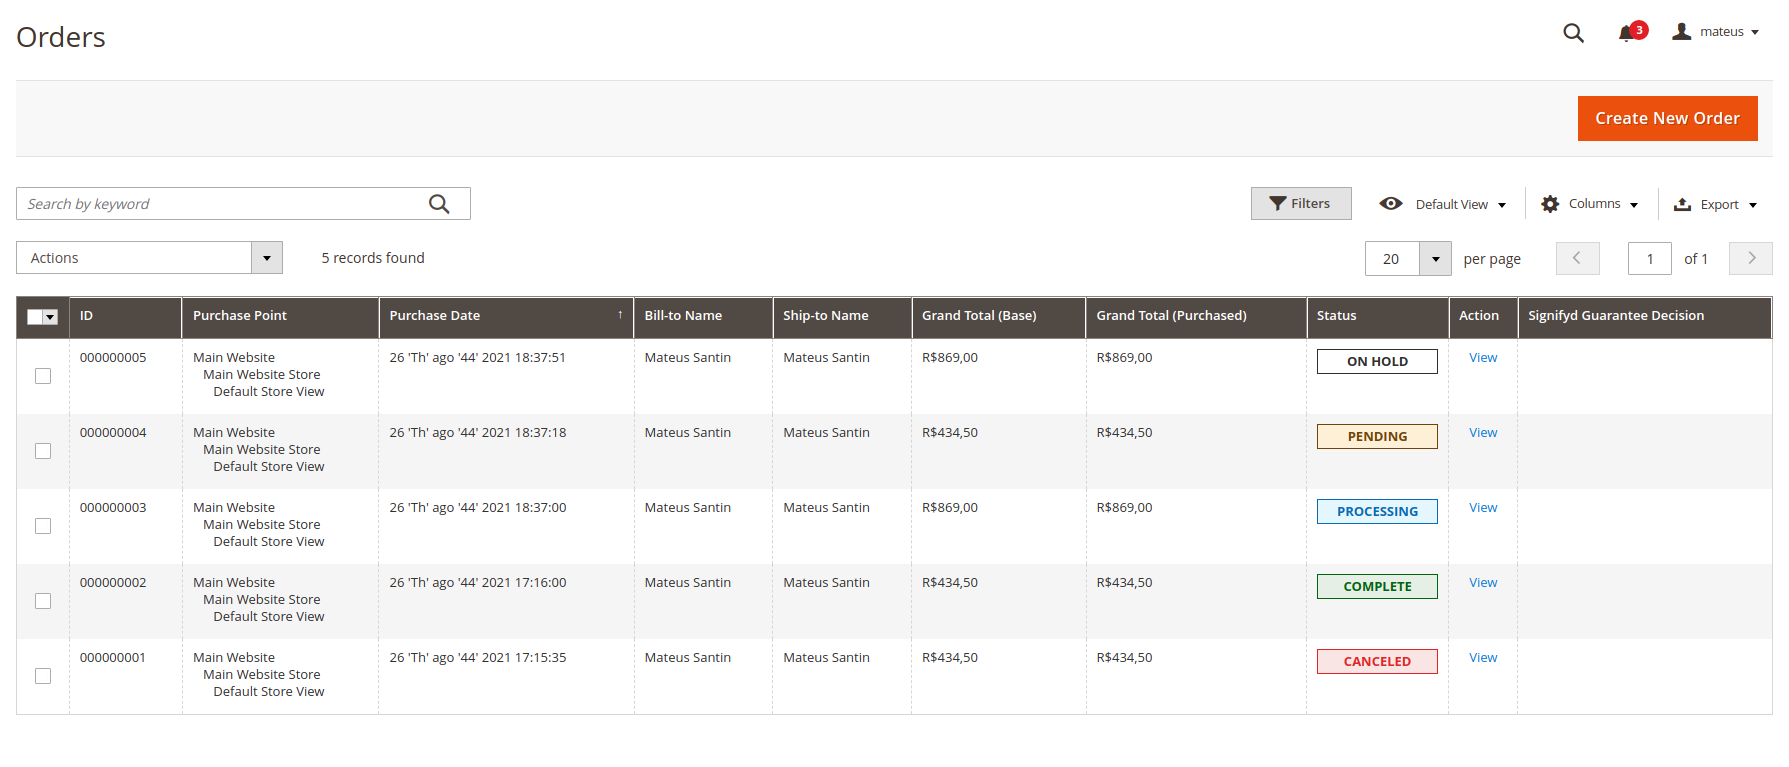 Orders
3
mateus
Create New Order
Search by keyword
Filters
Default View
Columns
Export
Actions
5 records found
20
per page
1
of 1
ID Purchase Point Purchase Date ↑ Bill-to Name Ship-to Name Grand Total (Base) Grand Total (Purchased) Status Action Signifyd Guarantee Decision
000000005 Main Website 26 'Th' ago '44' 2021 18:37:51 Mateus Santin Mateus Santin R$869,00 R$869,00 ON HOLD View
Main Website Store
Default Store View
000000004 Main Website 26 'Th' ago '44' 2021 18:37:18 Mateus Santin Mateus Santin R$434,50 R$434,50 PENDING View
Main Website Store
Default Store View
000000003 Main Website 26 'Th' ago '44' 2021 18:37:00 Mateus Santin Mateus Santin R$869,00 R$869,00 PROCESSING View
Main Website Store
Default Store View
000000002 Main Website 26 'Th' ago '44' 2021 17:16:00 Mateus Santin Mateus Santin R$434,50 R$434,50 COMPLETE View
Main Website Store
Default Store View
000000001 Main Website 26 'Th' ago '44' 2021 17:15:35 Mateus Santin Mateus Santin R$434,50 R$434,50 CANCELED View
Main Website Store
Default Store View